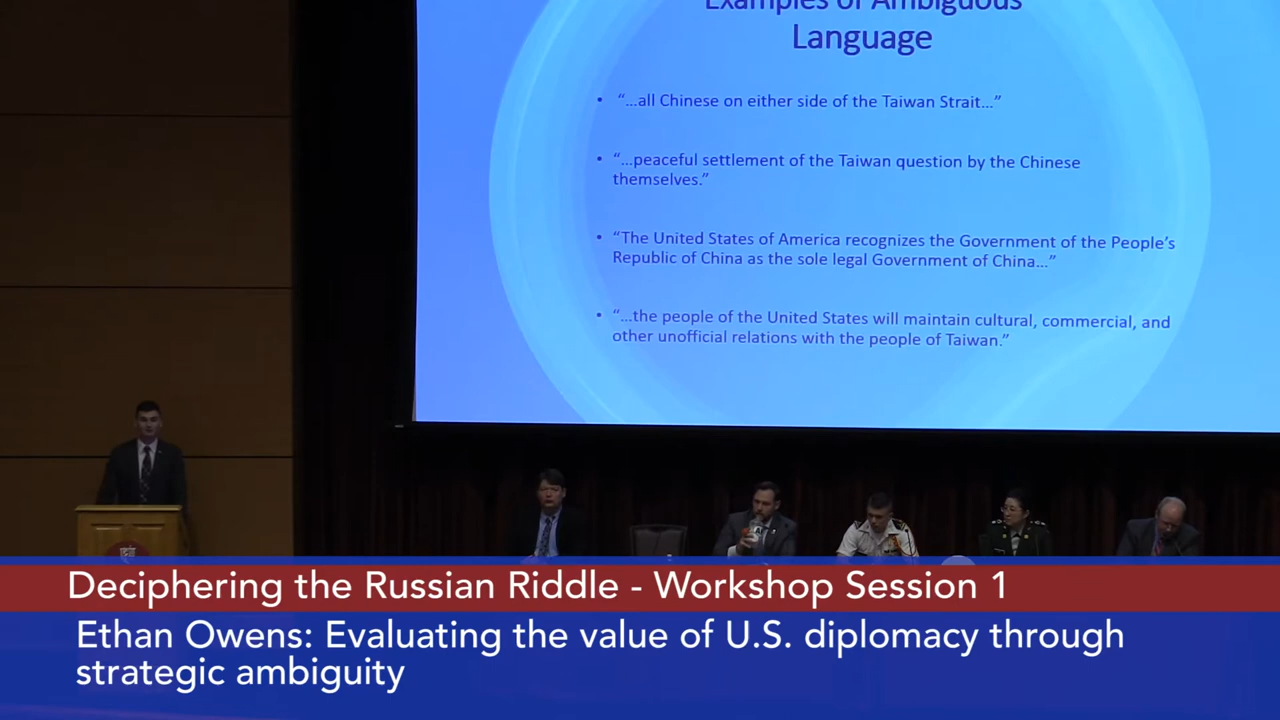 Examples of Ambiguous
Language
• “...all Chinese on either side of the Taiwan Strait...”
• “...peaceful settlement of the Taiwan question by the Chinese
themselves.”
• “The United States of America recognizes the Government of the People’s
Republic of China as the sole legal Government of China...”
• “...the people of the United States will maintain cultural, commercial, and
other unofficial relations with the people of Taiwan.”
Deciphering the Russian Riddle - Workshop Session 1
Ethan Owens: Evaluating the value of U.S. diplomacy through
strategic ambiguity